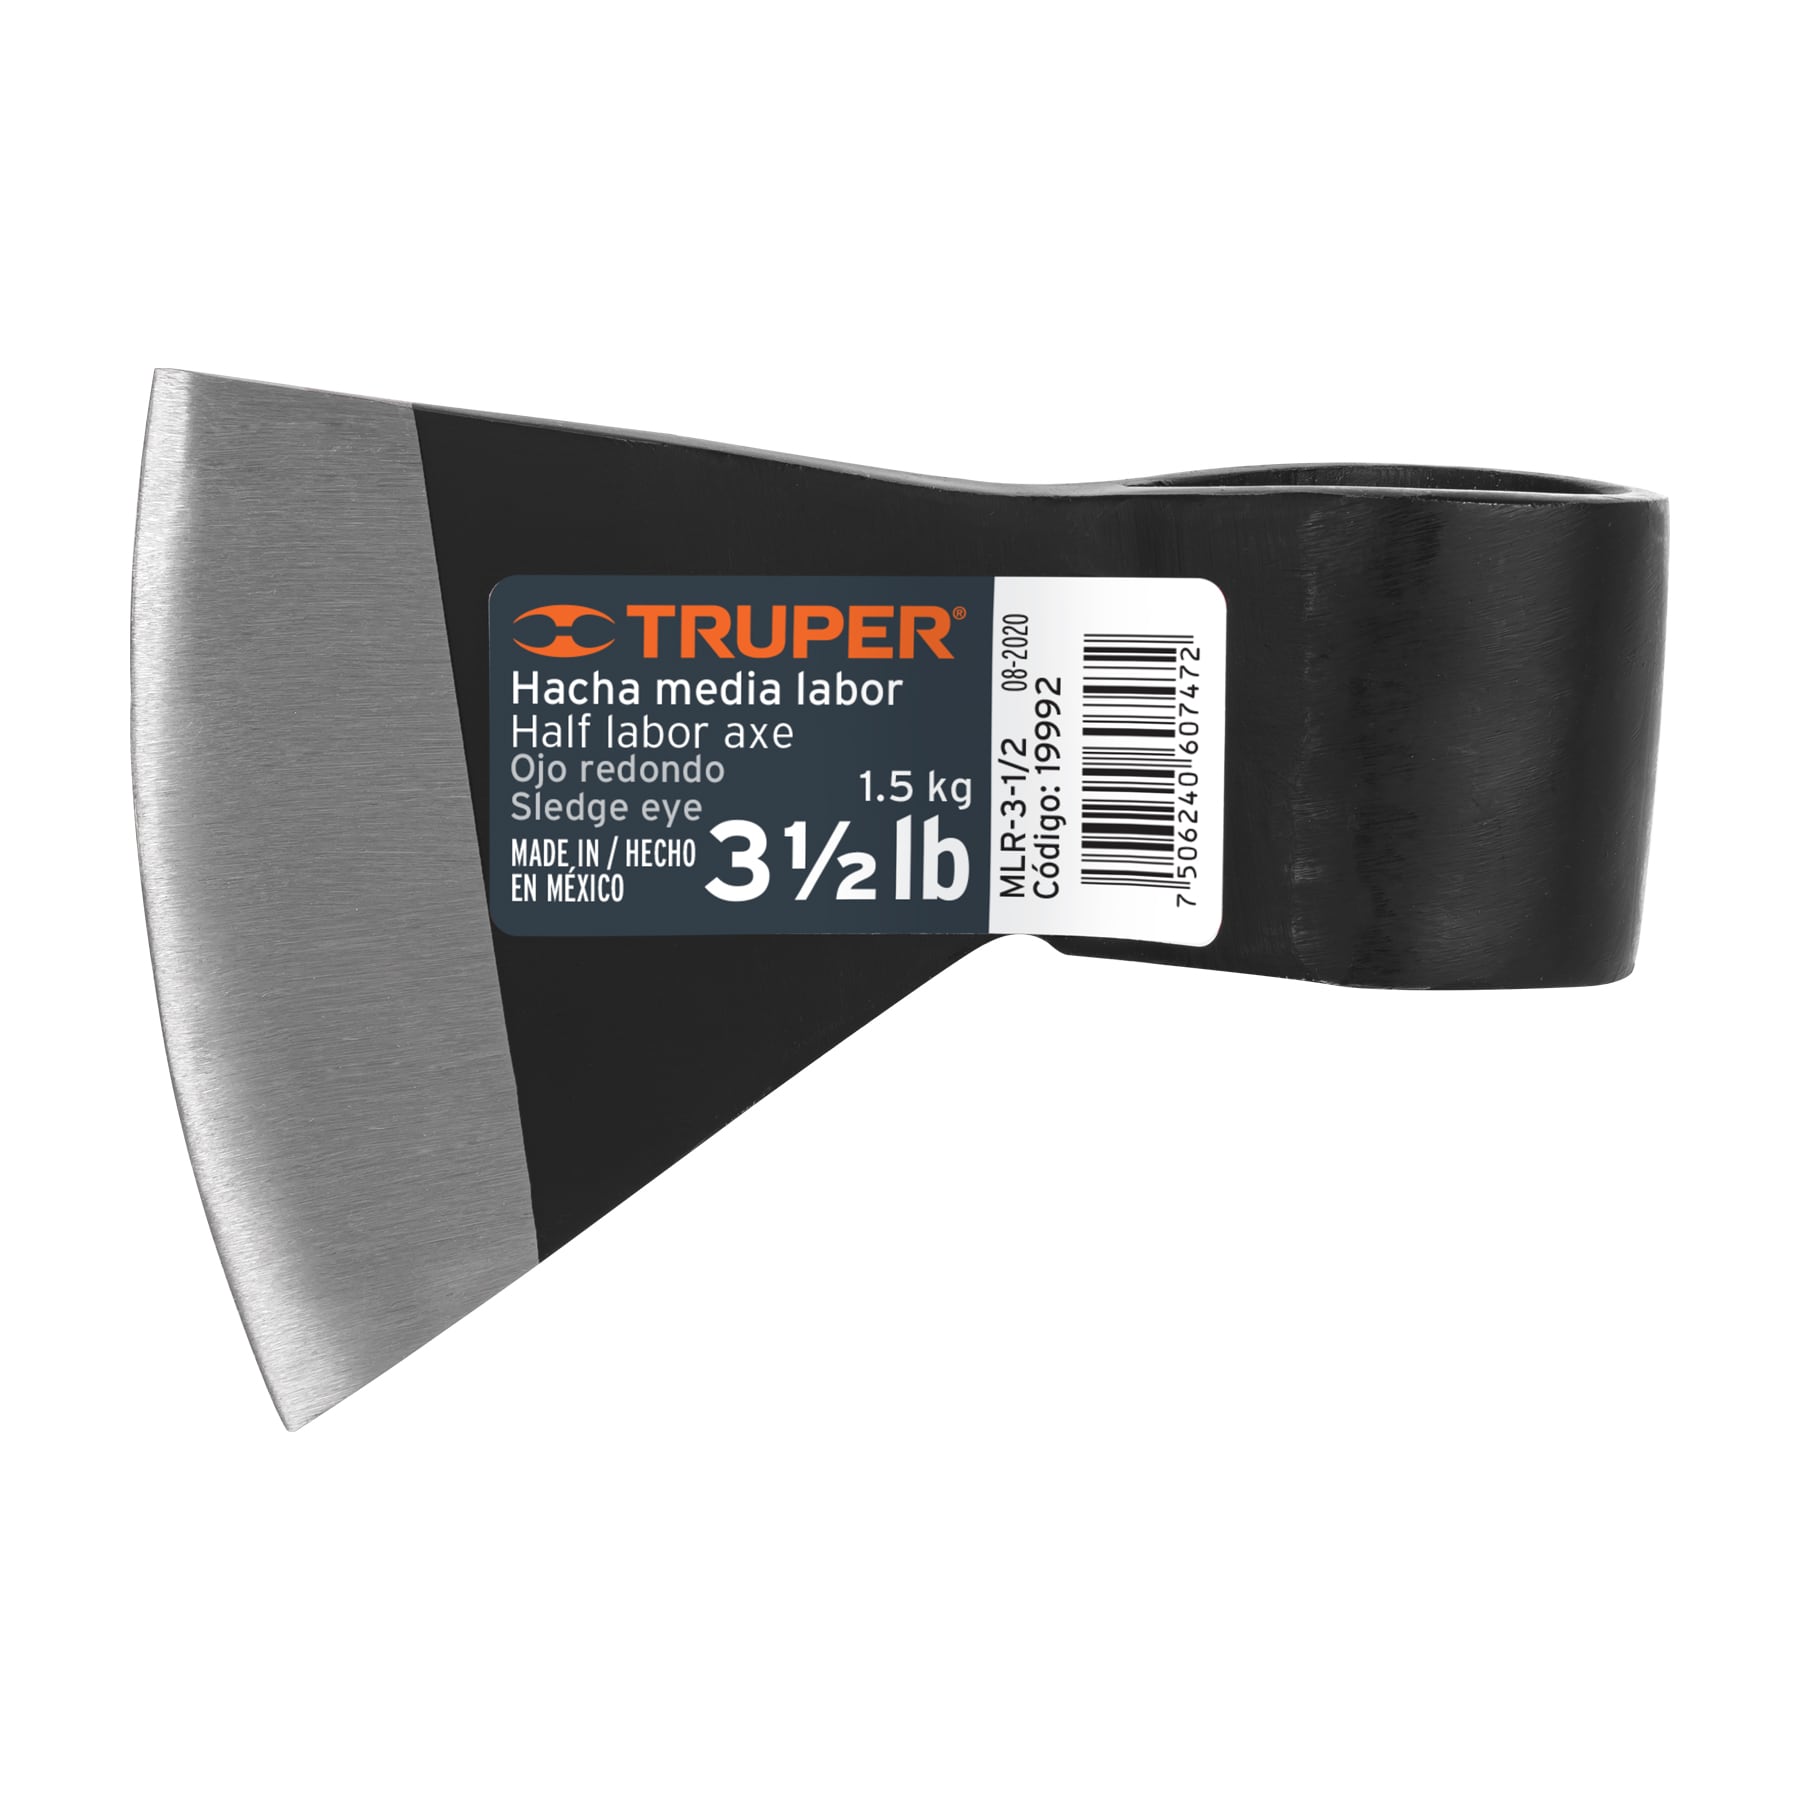 TRUPER®
Hacha media labor
Half labor axe
Ojo redondo
Sledge eye
1.5 kg
MADE IN / HECHO
EN MÉXICO
3 ½ lb
MLR-3-1/2 08-2020
Código: 19992
7 506240 607472